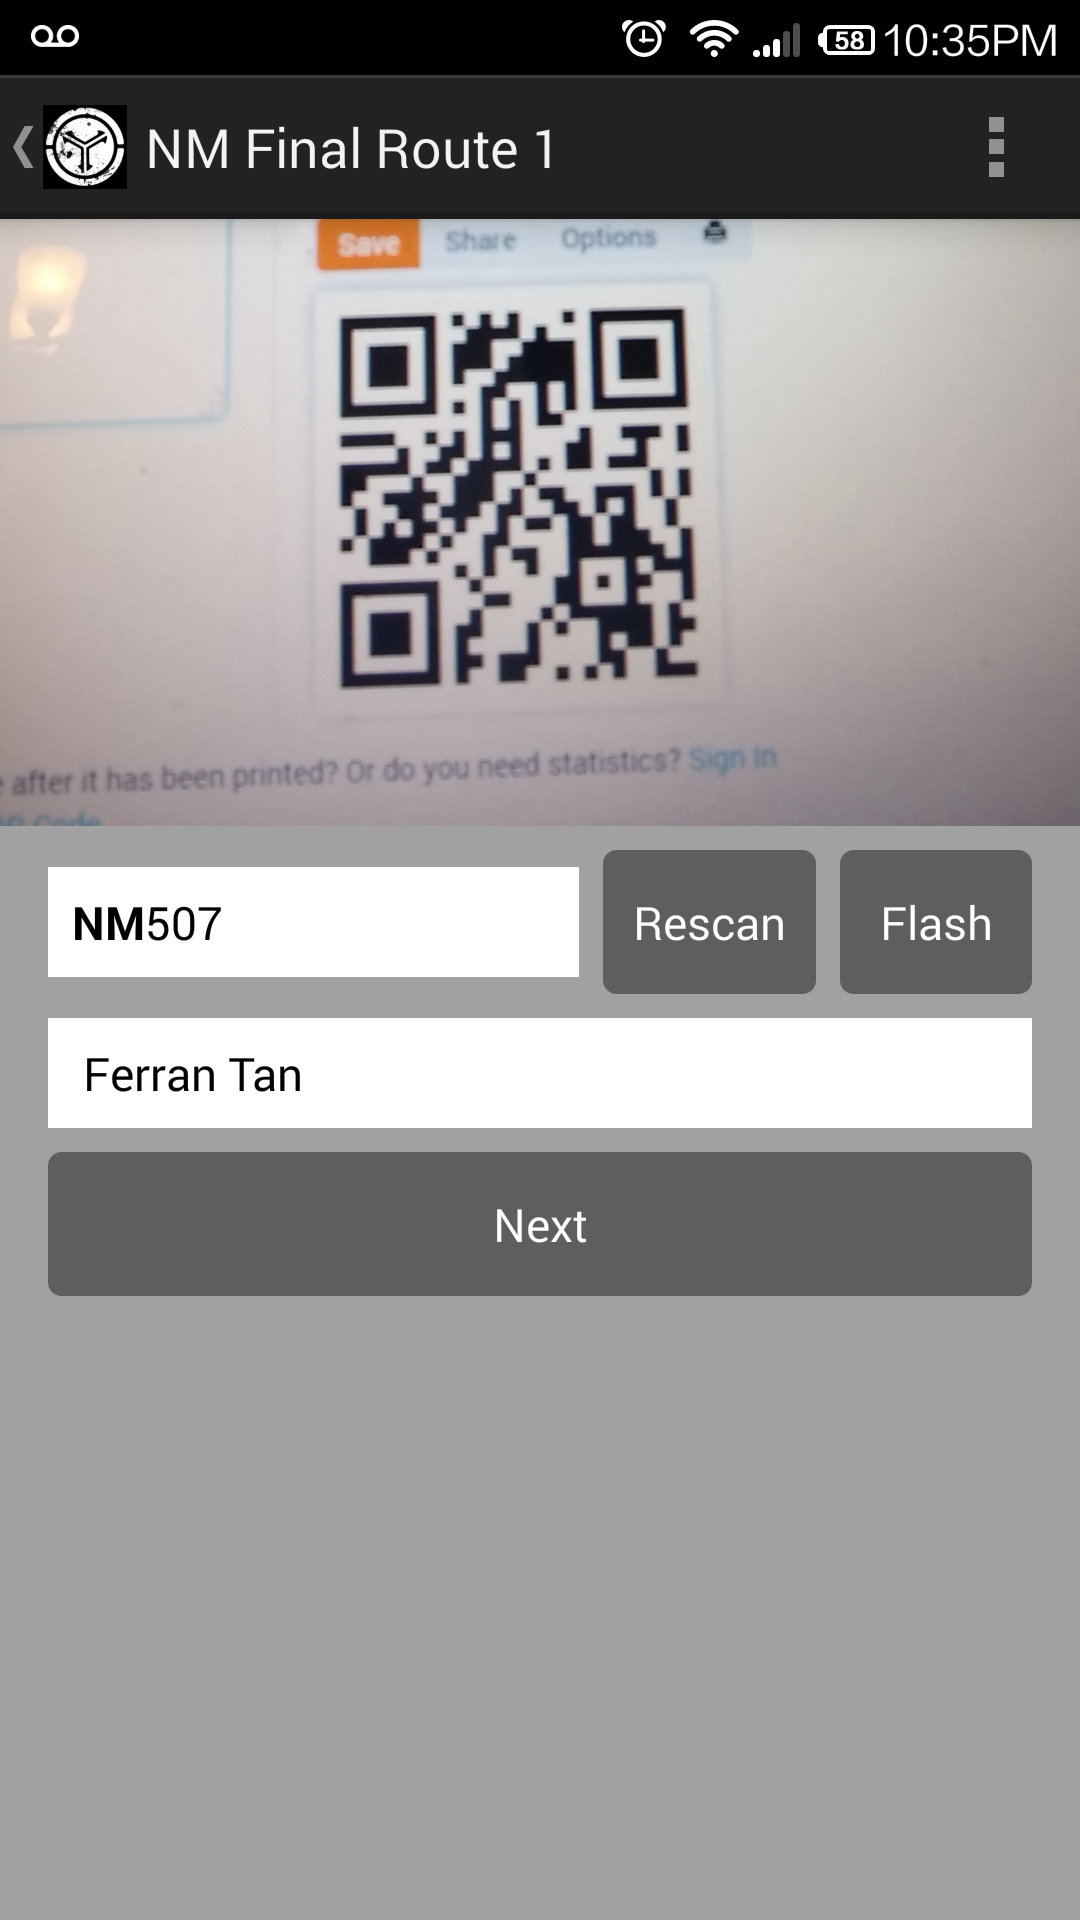 58 10:35PM
NM Final Route 1
Save Share Options
after it has been printed? Or do you need statistics? Sign In
Code
NM507 Rescan Flash
Ferran Tan
Next